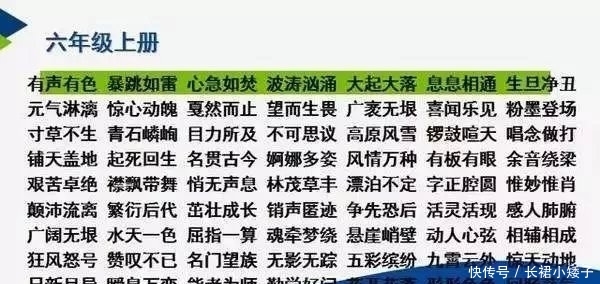 六年级上册
有声有色 暴跳如雷 心急如焚 波涛汹涌 大起大落 息息相通 生旦净丑
元气淋漓 惊心动魄 戛然而止 望而生畏 广袤无垠 喜闻乐见 粉墨登场
寸草不生 青石嶙峋 目力所及 不可思议 高原风雪 锣鼓喧天 唱念做打
铺天盖地 起死回生 名贯古今 婀娜多姿 风情万种 有板有眼 余音绕梁
艰苦卓绝 襟飘带舞 悄无声息 林茂草丰 漂泊不定 字正腔圆 惟妙惟肖
颠沛流离 繁衍后代 茁壮成长 销声匿迹 争先恐后 活灵活现 感人肺腑
广阔无垠 水天一色 屈指一算 魂牵梦绕 悬崖峭壁 动人心弦 相辅相成
狂风怒号 赞叹不已 名门望族 无影无踪 五彩缤纷 九霄云外 惊天动地
快传号 / 长裙小矮子